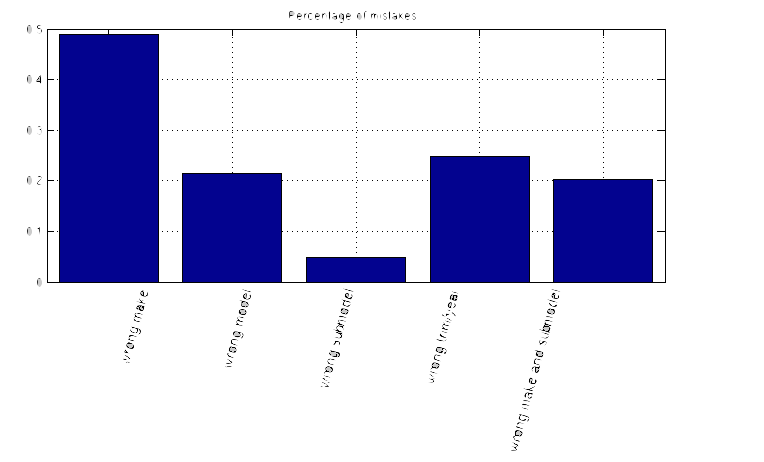 Percentage of mistakes
0.5
0.4
0.3
0.2
0.1
0
wrong make
wrong model
wrong submodel
wrong trim/year
wrong make and submodel